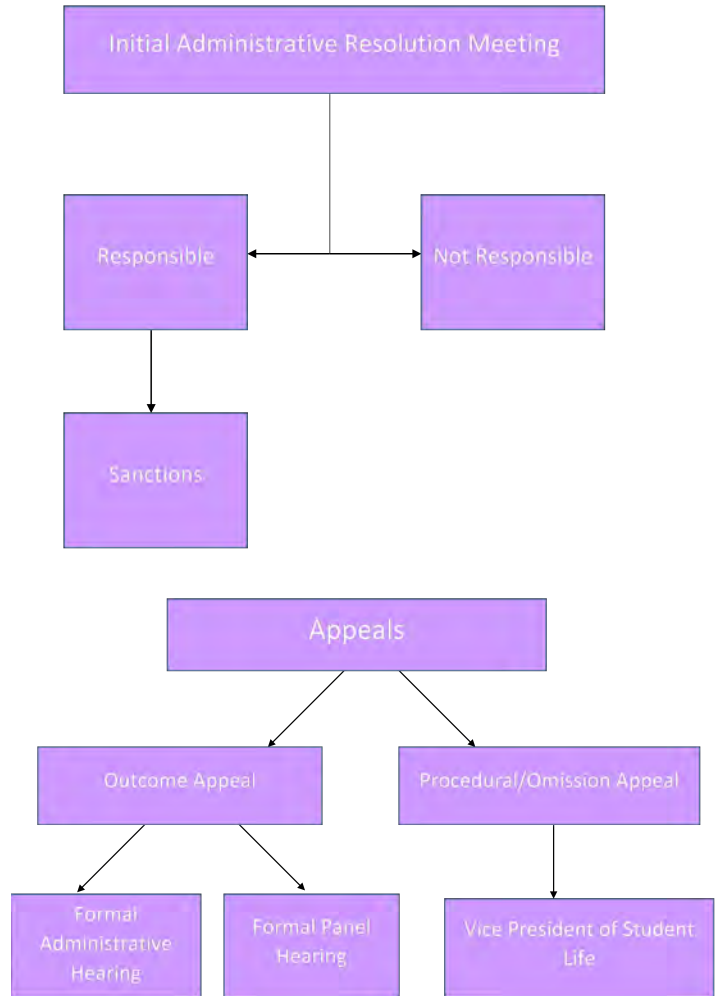 Initial Administrative Resolution Meeting
Responsible
Not Responsible
Sanctions
Appeals
Outcome Appeal
Procedural/Omission Appeal
Formal
Administrative
Hearing
Formal Panel
Hearing
Vice President of Student
Life